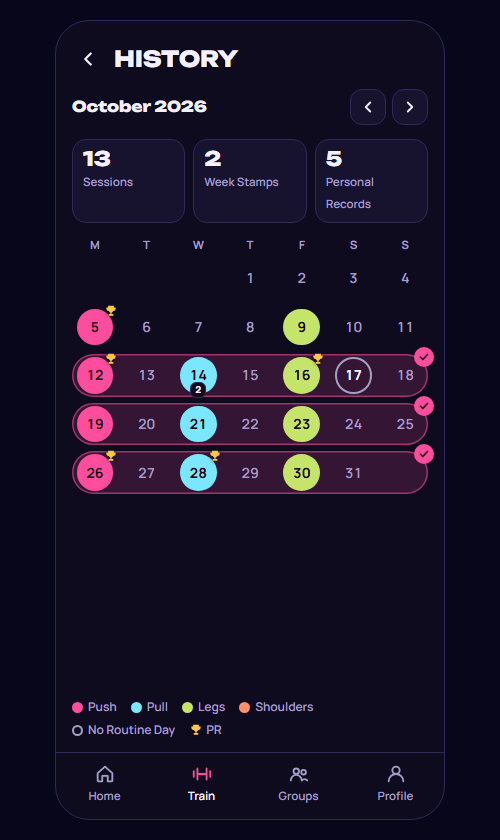 HISTORY
October 2026
13 2 5
Sessions Week Stamps Personal
Records
M T W T F S S
1 2 3 4
5 6 7 8 9 10 11
12 13 14 15 16 17 18
2
19 20 21 22 23 24 25
26 27 28 29 30 31
Push Pull Legs Shoulders
No Routine Day PR
Home Train Groups Profile